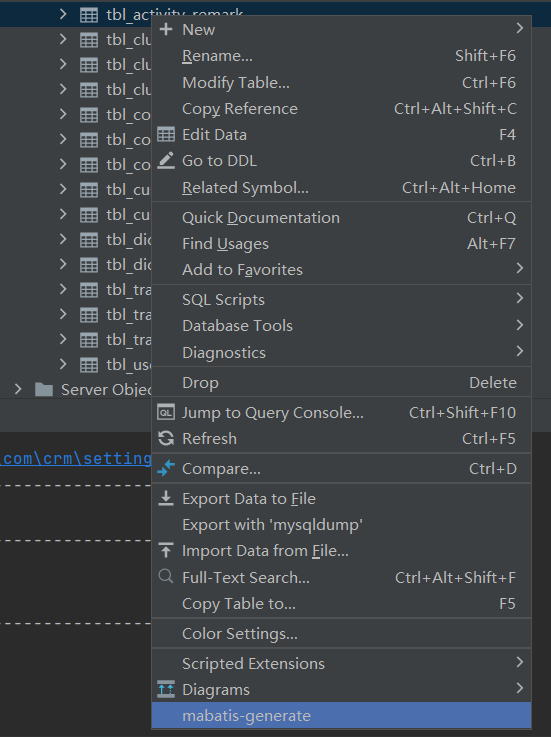 tbl_activity_remark
tbl_clu
tbl_clu
tbl_clu
tbl_co
tbl_co
tbl_co
tbl_cus
tbl_cus
tbl_dic
tbl_dic
tbl_tra
tbl_tra
tbl_tra
tbl_use
Server Objec
\com\crm\setting
New
Rename... Shift+F6
Modify Table... Ctrl+F6
Copy Reference Ctrl+Alt+Shift+C
Edit Data F4
Go to DDL Ctrl+B
Related Symbol... Ctrl+Alt+Home
Quick Documentation Ctrl+Q
Find Usages Alt+F7
Add to Favorites
SQL Scripts
Database Tools
Diagnostics
Drop Delete
QL Jump to Query Console... Ctrl+Shift+F10
Refresh Ctrl+F5
Compare... Ctrl+D
Export Data to File
Export with 'mysqldump'
Import Data from File...
Full-Text Search... Ctrl+Alt+Shift+F
Copy Table to... F5
Color Settings...
Scripted Extensions
Diagrams
mabatis-generate